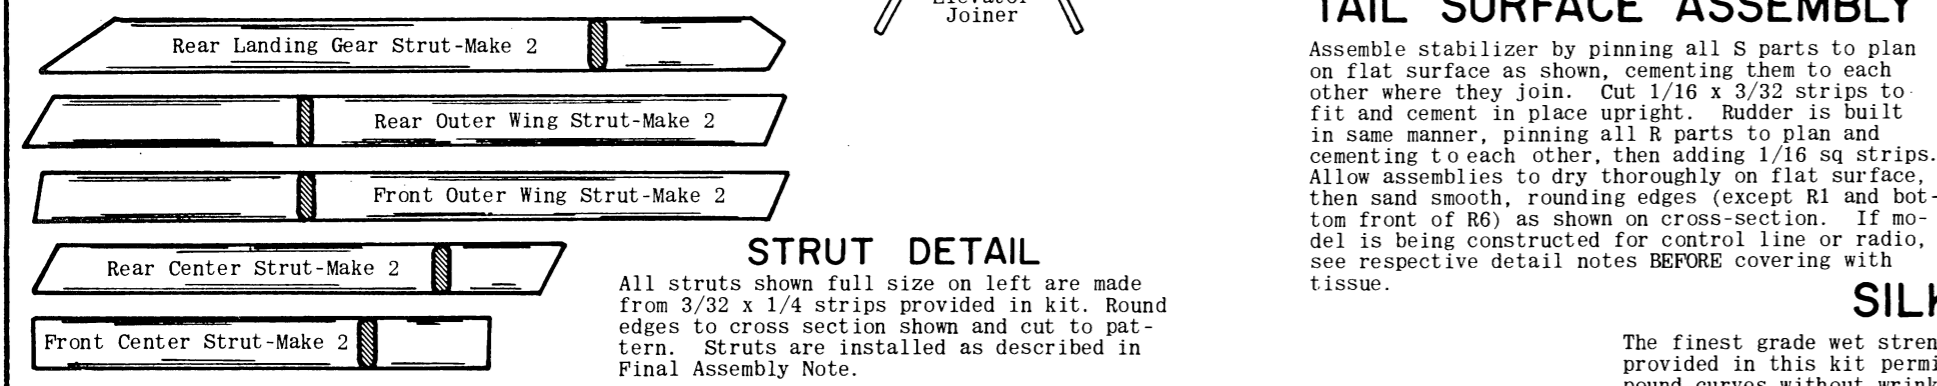 Elevator
Joiner
Rear Landing Gear Strut-Make 2
Rear Outer Wing Strut-Make 2
Front Outer Wing Strut-Make 2
Rear Center Strut-Make 2
Front Center Strut-Make 2
STRUT DETAIL
All struts shown full size on left are made
from 3/32 x 1/4 strips provided in kit. Round
edges to cross section shown and cut to pat-
tern. Struts are installed as described in
Final Assembly Note.
TAIL SURFACE ASSEMBLY
Assemble stabilizer by pinning all S parts to plan
on flat surface as shown, cementing them to each
other where they join. Cut 1/16 x 3/32 strips to
fit and cement in place upright. Rudder is built
in same manner, pinning all R parts to plan and
cementing to each other, then adding 1/16 sq strips.
Allow assemblies to dry thoroughly on flat surface,
then sand smooth, rounding edges (except R1 and bot-
tom front of R6) as shown on cross-section. If mo-
del is being constructed for control line or radio,
see respective detail notes BEFORE covering with
tissue.
The finest grade wet
provided in this kit
pound curves without